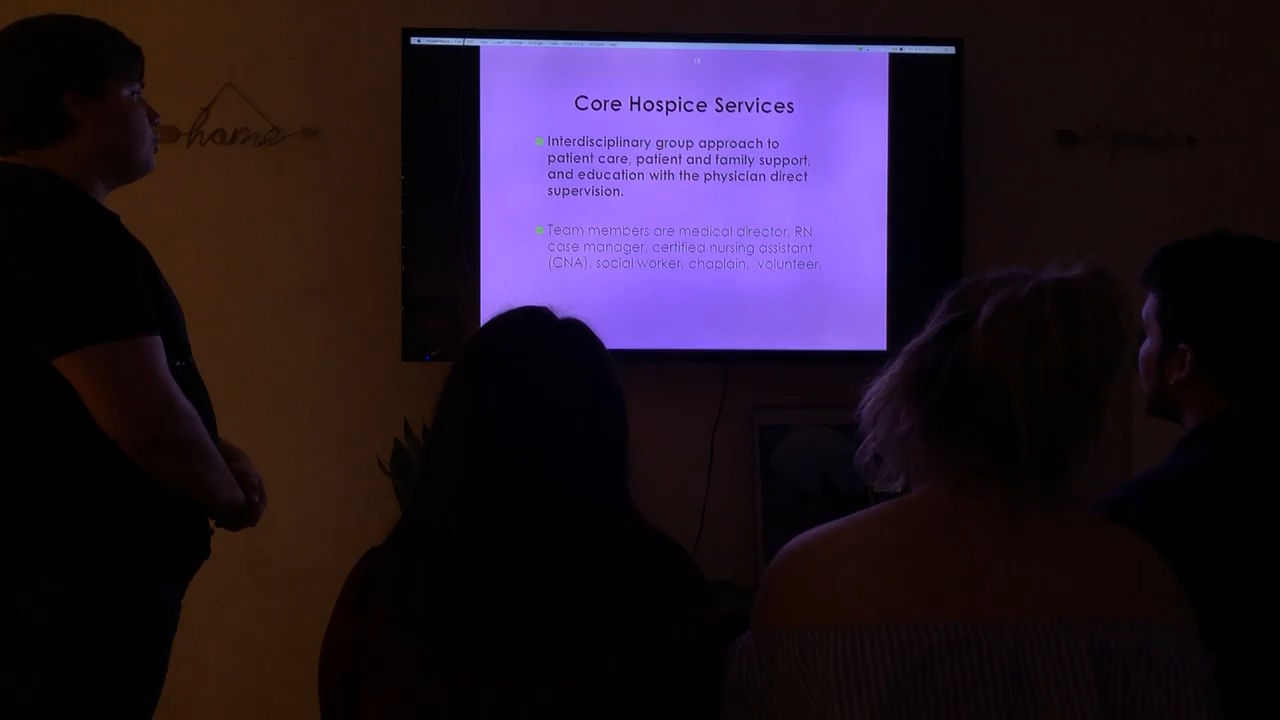 15
Core Hospice Services
Interdisciplinary group approach to
patient care, patient and family support,
and education with the physician direct
supervision.
Team members are medical director, RN
case manager, certified nursing assistant
(CNA), social worker, chaplain, volunteer.
home